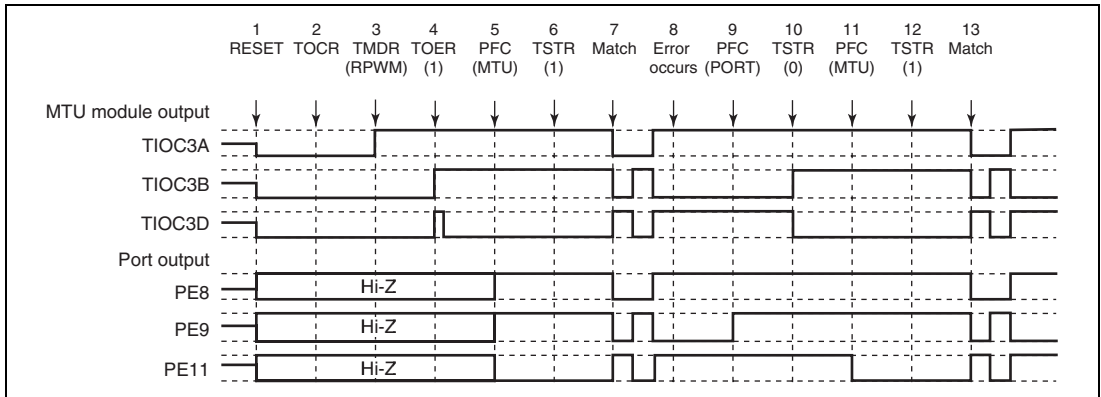 1 2 3 4 5 6 7 8 9 10 11 12 13
RESET TOCR TMDR TOER PFC TSTR Match Error PFC TSTR PFC TSTR Match
(RPWM) (1) (MTU) (1) occurs (PORT) (0) (MTU) (1)
MTU module output
TIOC3A
TIOC3B
TIOC3D
Port output
PE8 Hi-Z
PE9 Hi-Z
PE11 Hi-Z